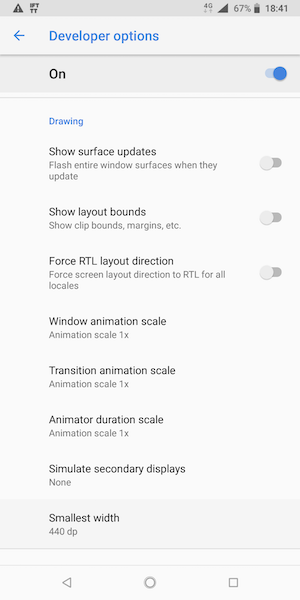 IFT TT 4G 67% 18:41
Developer options
On
Drawing
Show surface updates
Flash entire window surfaces when they
update
Show layout bounds
Show clip bounds, margins, etc.
Force RTL layout direction
Force screen layout direction to RTL for all
locales
Window animation scale
Animation scale 1x
Transition animation scale
Animation scale 1x
Animator duration scale
Animation scale 1x
Simulate secondary displays
None
Smallest width
440 dp